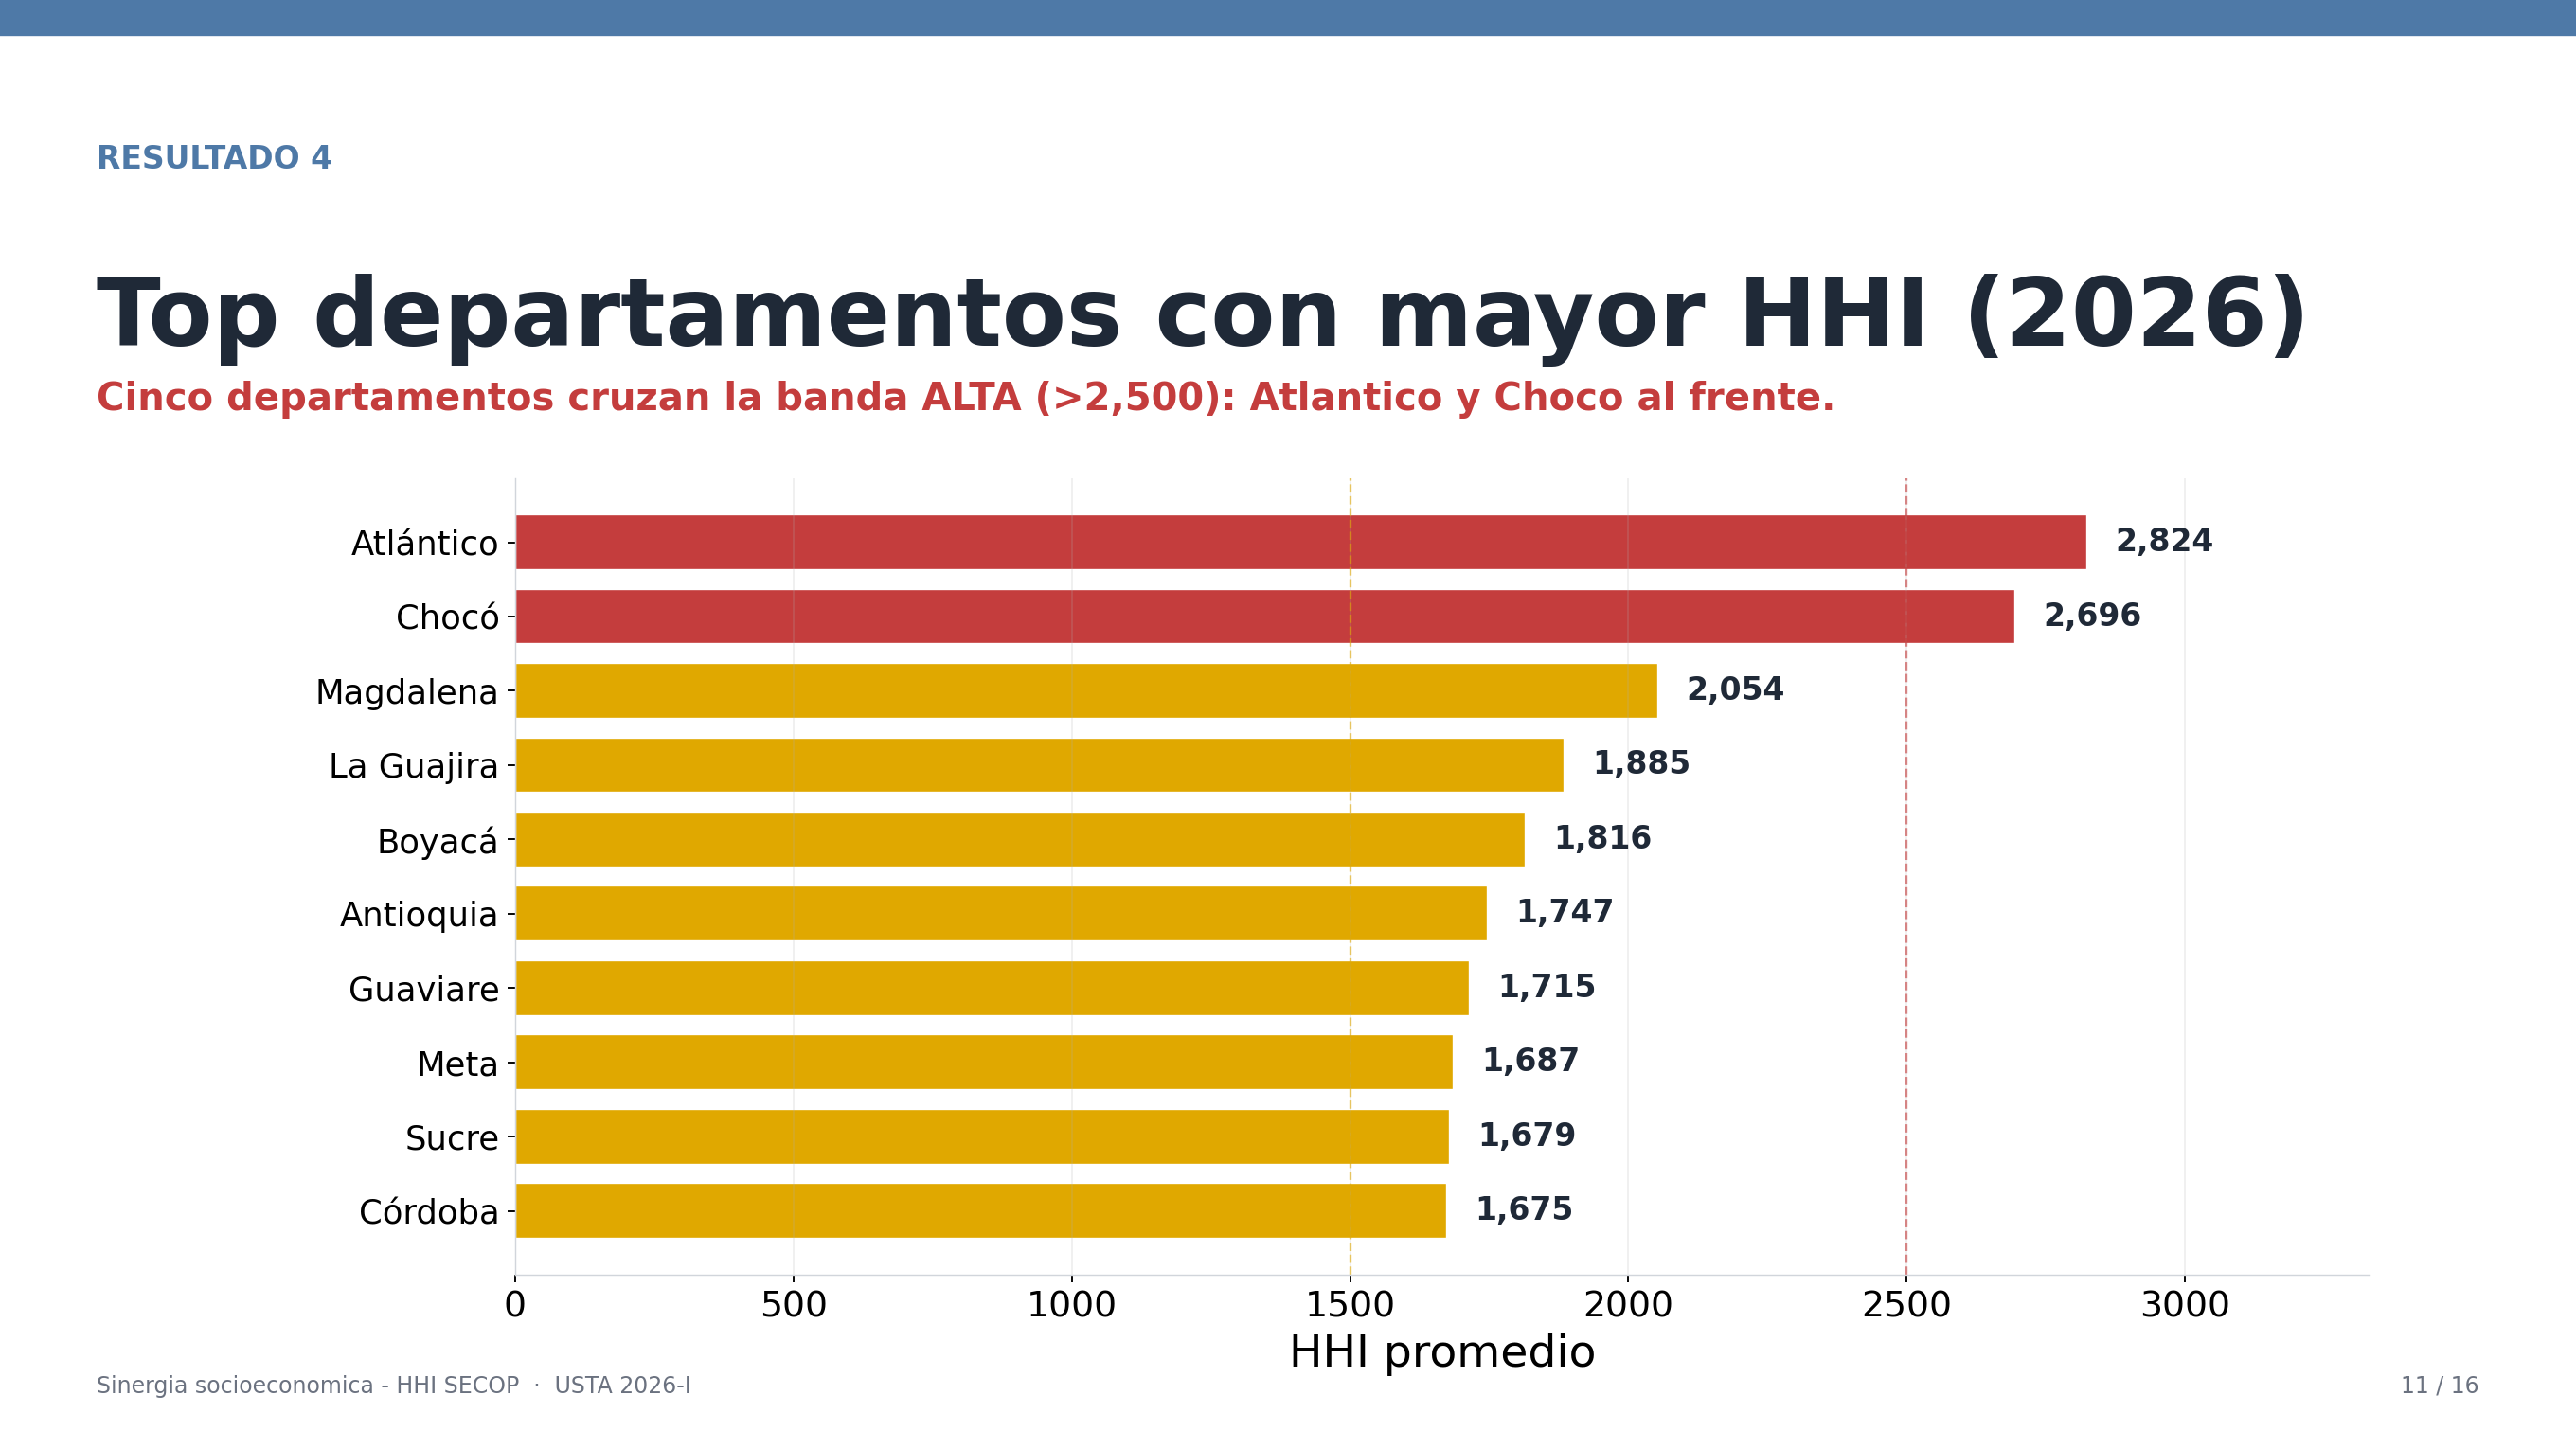 RESULTADO 4
Top departamentos con mayor HHI (2026)
Cinco departamentos cruzan la banda ALTA (>2,500): Atlantico y Choco al frente.
Atlántico 2,824
Chocó 2,696
Magdalena 2,054
La Guajira 1,885
Boyacá 1,816
Antioquia 1,747
Guaviare 1,715
Meta 1,687
Sucre 1,679
Córdoba 1,675
0 500 1000 1500 2000 2500 3000
HHI promedio
Sinergia socioeconomica - HHI SECOP · USTA 2026-I 11 / 16